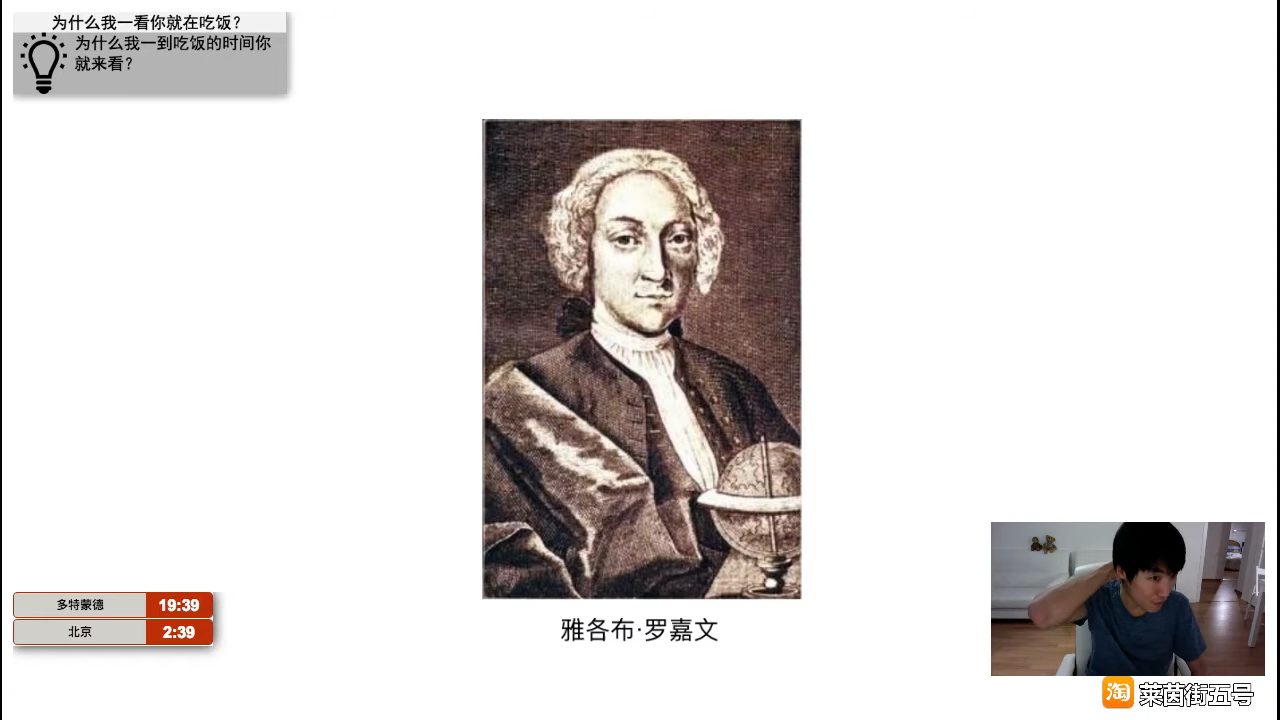 为什么我一看你就在吃饭？
为什么我一到吃饭的时间你
就来看？
雅各布·罗嘉文
多特蒙德 19:39
北京 2:39
淘 莱茵街五号